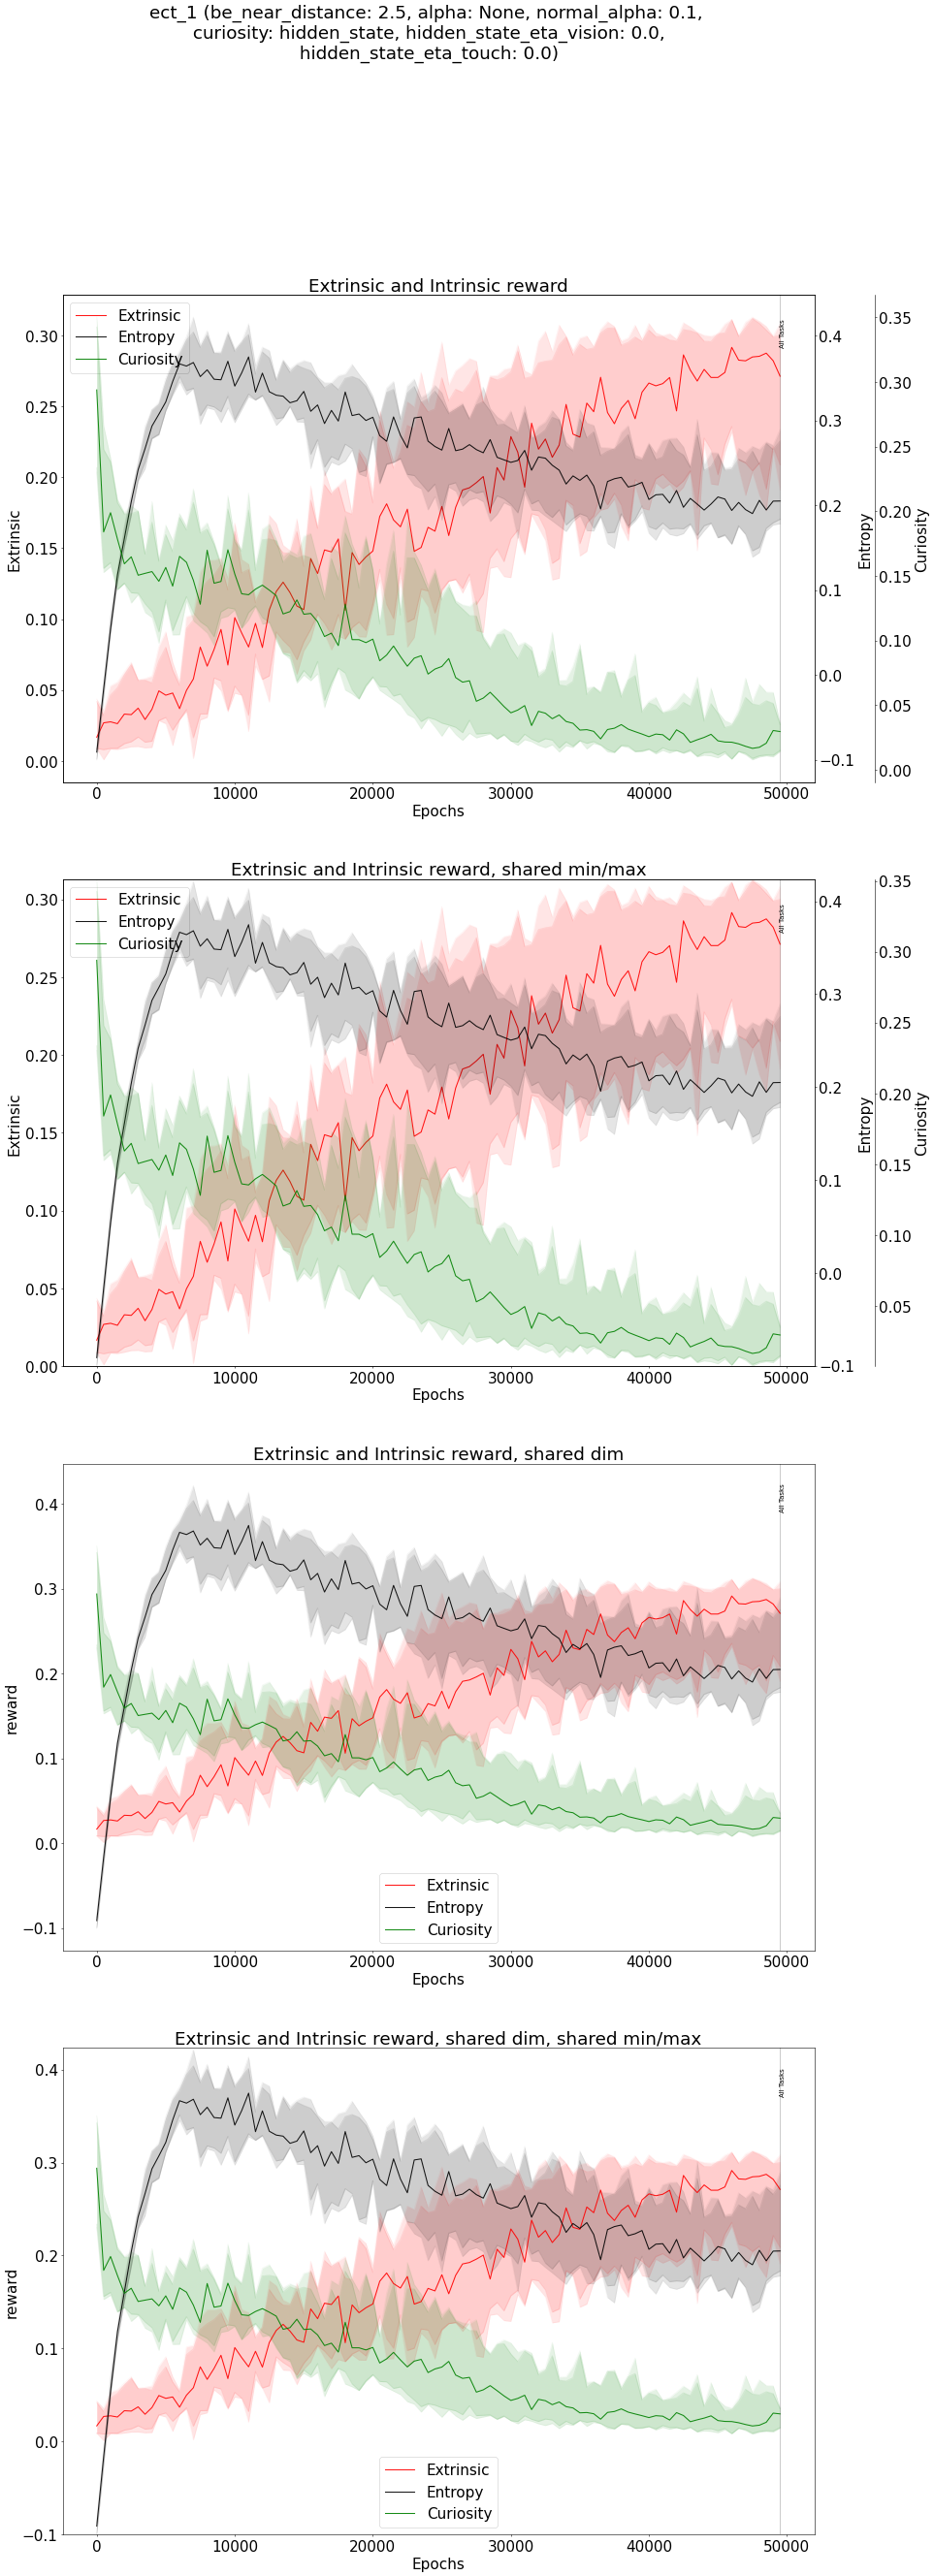 ect_1 (be_near_distance: 2.5, alpha: None, normal_alpha: 0.1,
curiosity: hidden_state, hidden_state_eta_vision: 0.0,
hidden_state_eta_touch: 0.0)
Extrinsic and Intrinsic reward
Extrinsic
Entropy
Curiosity
All Tasks
0.30
0.25
0.20
0.15
0.10
0.05
0.00
Extrinsic
0.4
0.3
0.2
0.1
0.0
−0.1
Entropy
0.35
0.30
0.25
0.20
0.15
0.10
0.05
0.00
Curiosity
0 10000 20000 30000 40000 50000
Epochs
Extrinsic and Intrinsic reward, shared min/max
Extrinsic
Entropy
Curiosity
All Tasks
0.30
0.25
0.20
0.15
0.10
0.05
0.00
Extrinsic
0.4
0.3
0.2
0.1
0.0
−0.1
Entropy
0.35
0.30
0.25
0.20
0.15
0.10
0.05
Curiosity
0 10000 20000 30000 40000 50000
Epochs
Extrinsic and Intrinsic reward, shared dim
All Tasks
0.4
0.3
0.2
0.1
0.0
−0.1
reward
Extrinsic
Entropy
Curiosity
0 10000 20000 30000 40000 50000
Epochs
Extrinsic and Intrinsic reward, shared dim, shared min/max
All Tasks
0.4
0.3
0.2
0.1
0.0
−0.1
reward
Extrinsic
Entropy
Curiosity
0 10000 20000 30000 40000 50000
Epochs